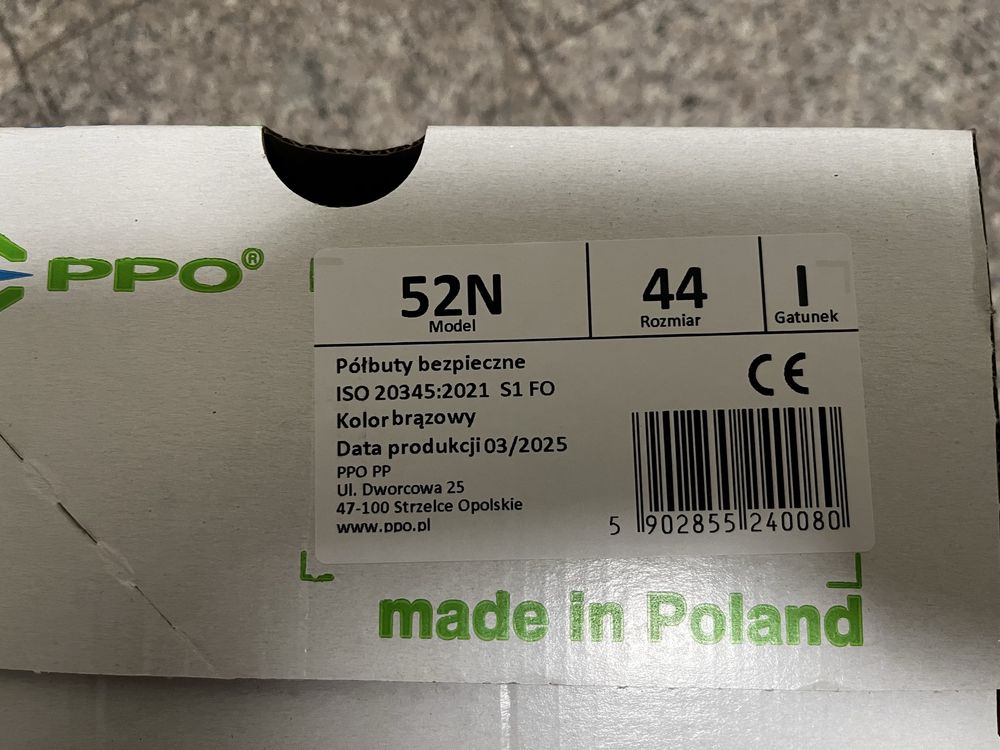 PPO®
52N
Model
44
Rozmiar
I
Gatunek
Półbuty bezpieczne
ISO 20345:2021 S1 FO
Kolor brązowy
Data produkcji 03/2025
PPO PP
Ul. Dworcowa 25
47-100 Strzelce Opolskie
www.ppo.pl
CE
5 902855 240080
made in Poland